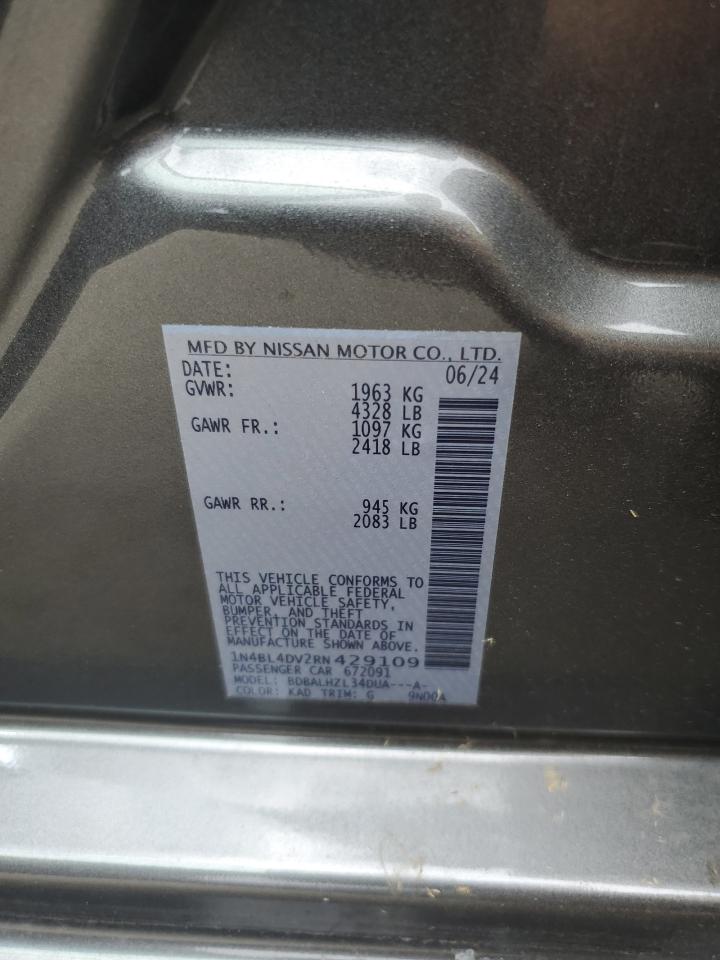 MFD BY NISSAN MOTOR CO., LTD.
DATE: 06/24
GVWR: 1963 KG
4328 LB
GAWR FR.: 1097 KG
2418 LB
GAWR RR.: 945 KG
2083 LB
THIS VEHICLE CONFORMS TO
ALL APPLICABLE FEDERAL
MOTOR VEHICLE SAFETY,
BUMPER, AND THEFT
PREVENTION STANDARDS IN
EFFECT ON THE DATE OF
MANUFACTURE SHOWN ABOVE.
1N4BL4DV2RN429109
PASSENGER CAR 672091
MODEL: BDBALHZL34DUA---A-
COLOR: KAD TRIM: G 9N00A